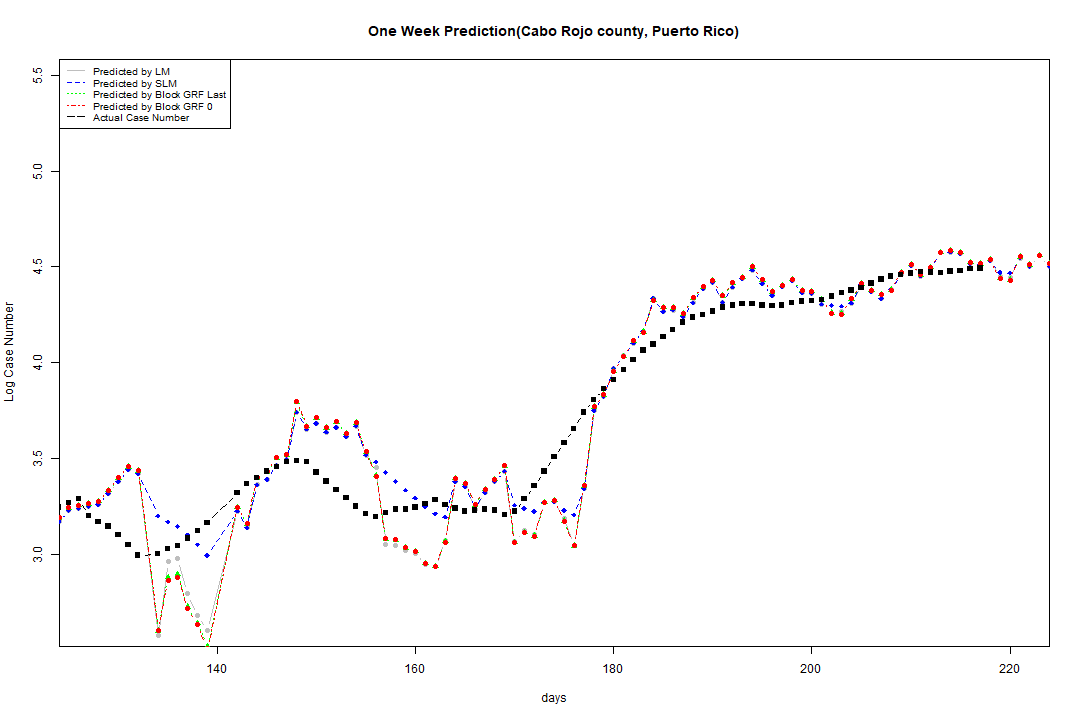 One Week Prediction(Cabo Rojo county, Puerto Rico)
Predicted by LM
Predicted by SLM
Predicted by Block GRF Last
Predicted by Block GRF 0
Actual Case Number
5.5
5.0
4.5
4.0
3.5
3.0
Log Case Number
140
160
180
200
220
days